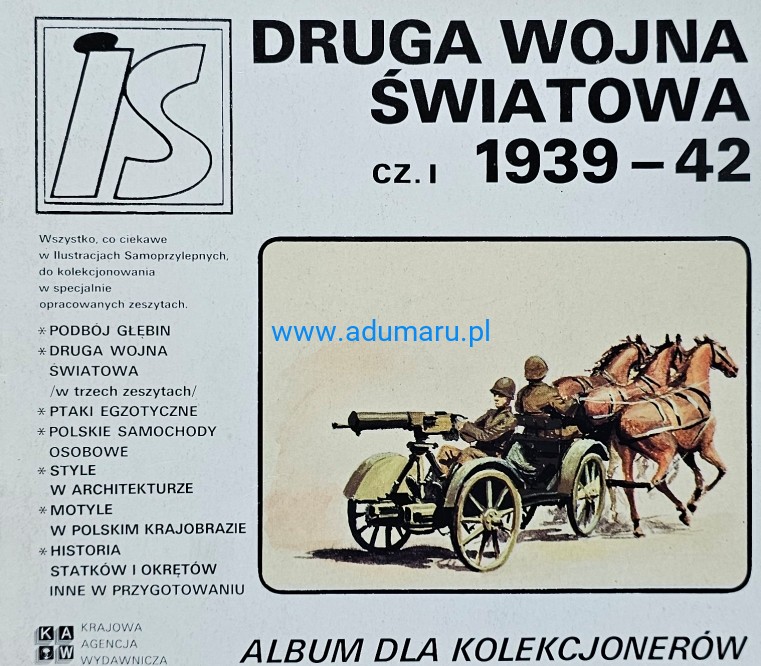 IS
DRUGA WOJNA
ŚWIATOWA
CZ. I 1939 – 42
Wszystko, co ciekawe
w Ilustracjach Samoprzylepnych,
do kolekcjonowania
w specjalnie
opracowanych zeszytach.
* PODBÓJ GŁĘBIN
* DRUGA WOJNA
ŚWIATOWA
/w trzech zeszytach/
* PTAKI EGZOTYCZNE
* POLSKIE SAMOCHODY
OSOBOWE
* STYLE
W ARCHITEKTURZE
* MOTYLE
W POLSKIM KRAJOBRAZIE
* HISTORIA
STATKÓW I OKRĘTÓW
INNE W PRZYGOTOWANIU
www.adumaru.pl
K A W
KRAJOWA
AGENCJA
WYDAWNICZA
ALBUM DLA KOLEKCJONERÓW